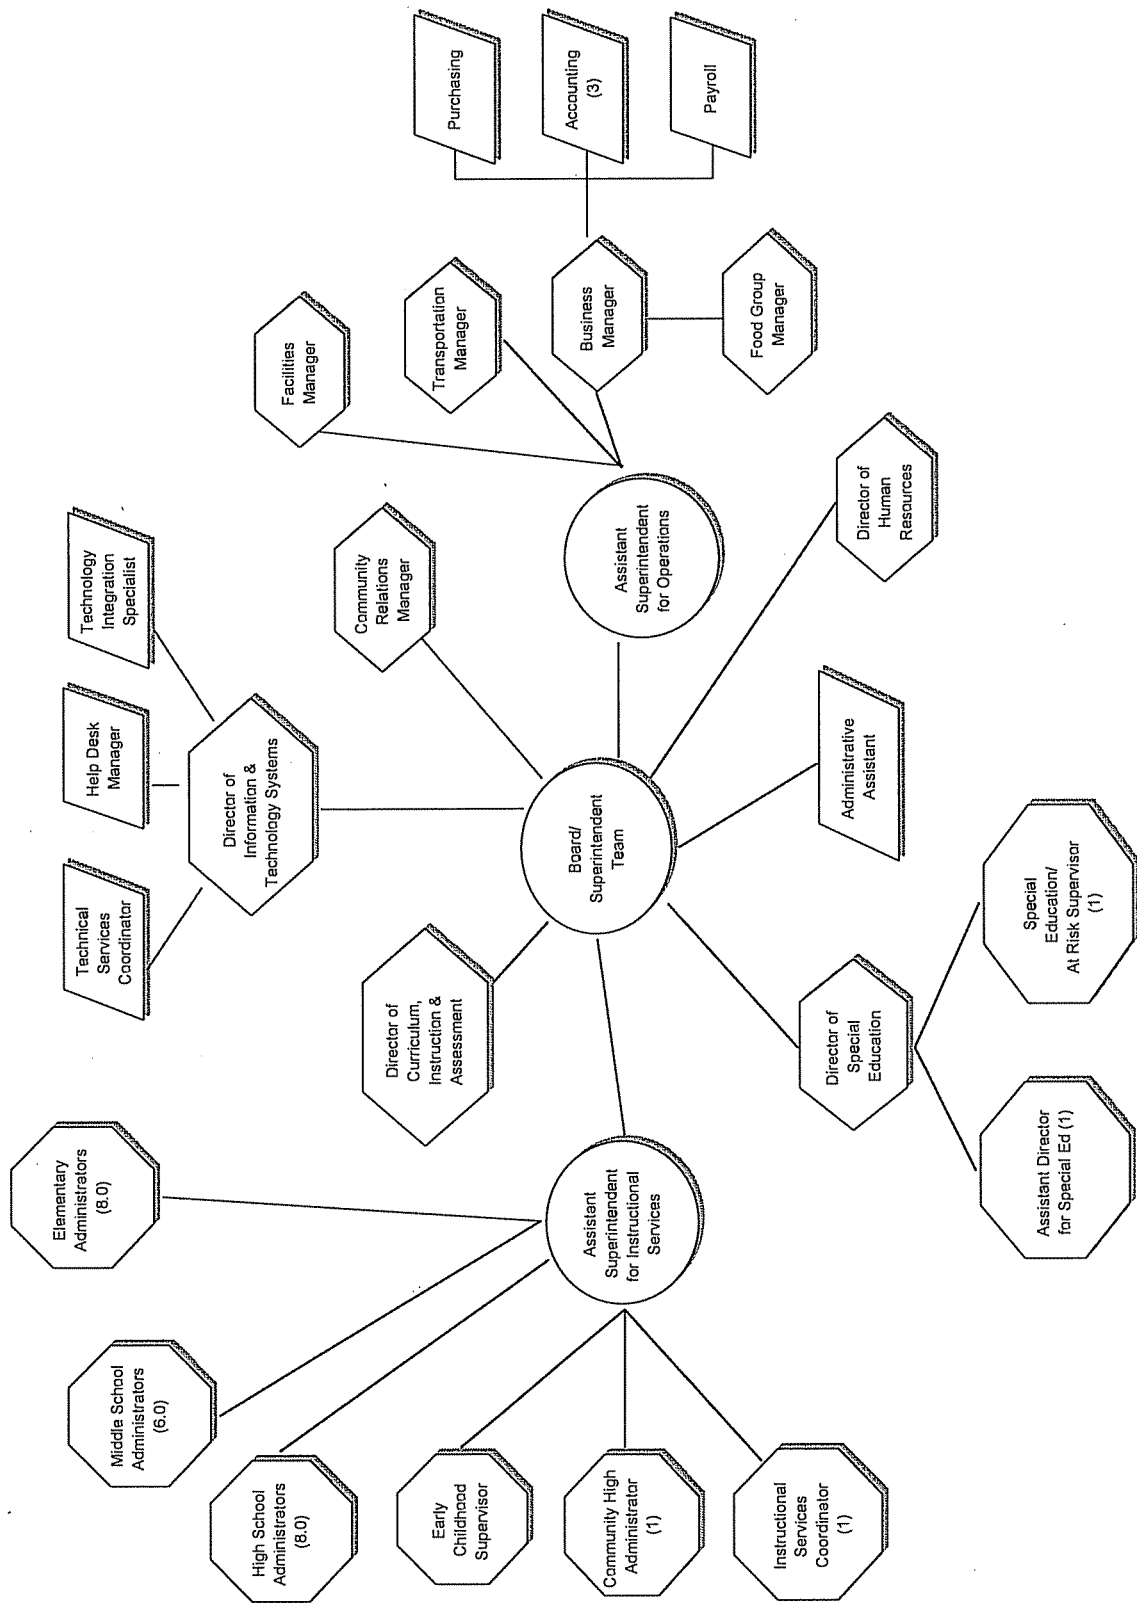 Elementary
Administrators
(8.0)
Middle School
Administrators
(6.0)
High School
Administrators
(8.0)
Early
Childhood
Supervisor
Community High
Administrator
(1)
Instructional
Services
Coordinator
(1)
Assistant
Superintendent
for Instructional
Services
Technical
Services
Coordinator
Help Desk
Manager
Technology
Integration
Specialist
Director of
Information &
Technology Systems
Director of
Curriculum,
Instruction &
Assessment
Community
Relations
Manager
Board/
Superintendent
Team
Assistant
Superintendent
for Operations
Facilities
Manager
Transportation
Manager
Business
Manager
Food Group
Manager
Purchasing
Accounting
(3)
Payroll
Director of
Human
Resources
Administrative
Assistant
Director of
Special
Education
Assistant Director
for Special Ed (1)
Special
Education/
At Risk Supervisor
(1)